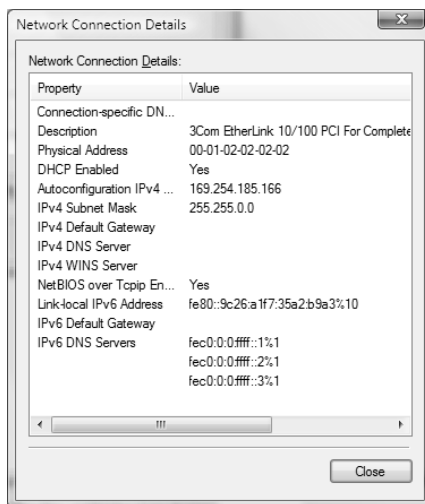 Network Connection Details
Network Connection Details:
Property Value
Connection-specific DN...
Description 3Com EtherLink 10/100 PCI For Complete
Physical Address 00-01-02-02-02-02
DHCP Enabled Yes
Autoconfiguration IPv4 ... 169.254.185.166
IPv4 Subnet Mask 255.255.0.0
IPv4 Default Gateway
IPv4 DNS Server
IPv4 WINS Server
NetBIOS over Tcpip En... Yes
Link-local IPv6 Address fe80::9c26:a1f7:35a2:b9a3%10
IPv6 Default Gateway
IPv6 DNS Servers fec0:0:0:ffff::1%1
fec0:0:0:ffff::2%1
fec0:0:0:ffff::3%1
Close